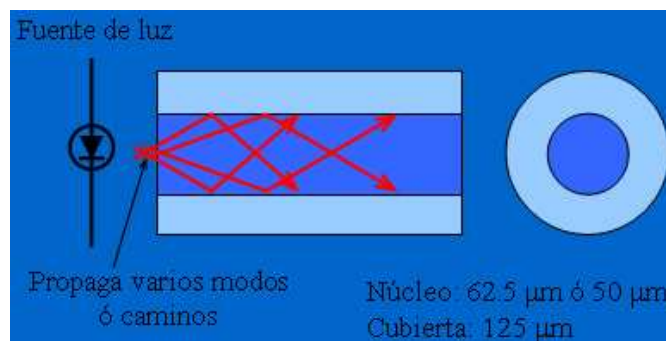 Fuente de luz
Propaga varios modos
ó caminos
Núcleo: 62.5 µm ó 50 µm
Cubierta: 125 µm